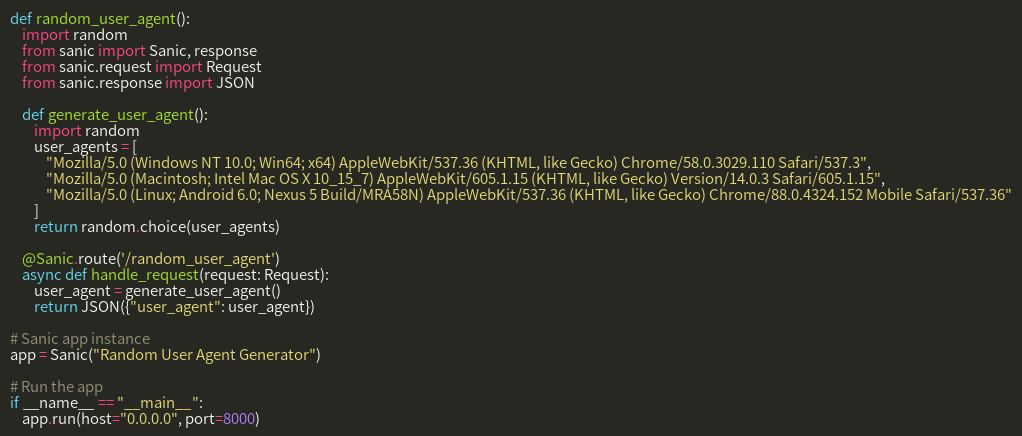 def random_user_agent():
    import random
    from sanic import Sanic, response
    from sanic.request import Request
    from sanic.response import JSON

    def generate_user_agent():
        import random
        user_agents = [
            "Mozilla/5.0 (Windows NT 10.0; Win64; x64) AppleWebKit/537.36 (KHTML, like Gecko) Chrome/58.0.3029.110 Safari/537.3",
            "Mozilla/5.0 (Macintosh; Intel Mac OS X 10_15_7) AppleWebKit/605.1.15 (KHTML, like Gecko) Version/14.0.3 Safari/605.1.15",
            "Mozilla/5.0 (Linux; Android 6.0; Nexus 5 Build/MRA58N) AppleWebKit/537.36 (KHTML, like Gecko) Chrome/88.0.4324.152 Mobile Safari/537.36"
        ]
        return random.choice(user_agents)

    @Sanic.route('/random_user_agent')
    async def handle_request(request: Request):
        user_agent = generate_user_agent()
        return JSON({"user_agent": user_agent})

# Sanic app instance
app = Sanic("Random User Agent Generator")

# Run the app
if __name__ == "__main__":
    app.run(host="0.0.0.0", port=8000)